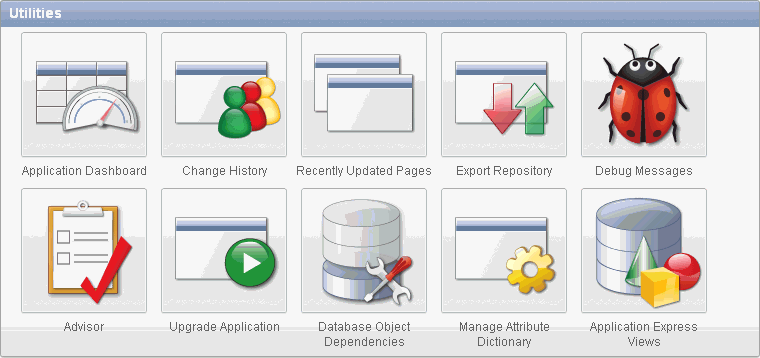 Utilities
Application Dashboard
Change History
Recently Updated Pages
Export Repository
Debug Messages
Advisor
Upgrade Application
Database Object
Dependencies
Manage Attribute
Dictionary
Application Express
Views